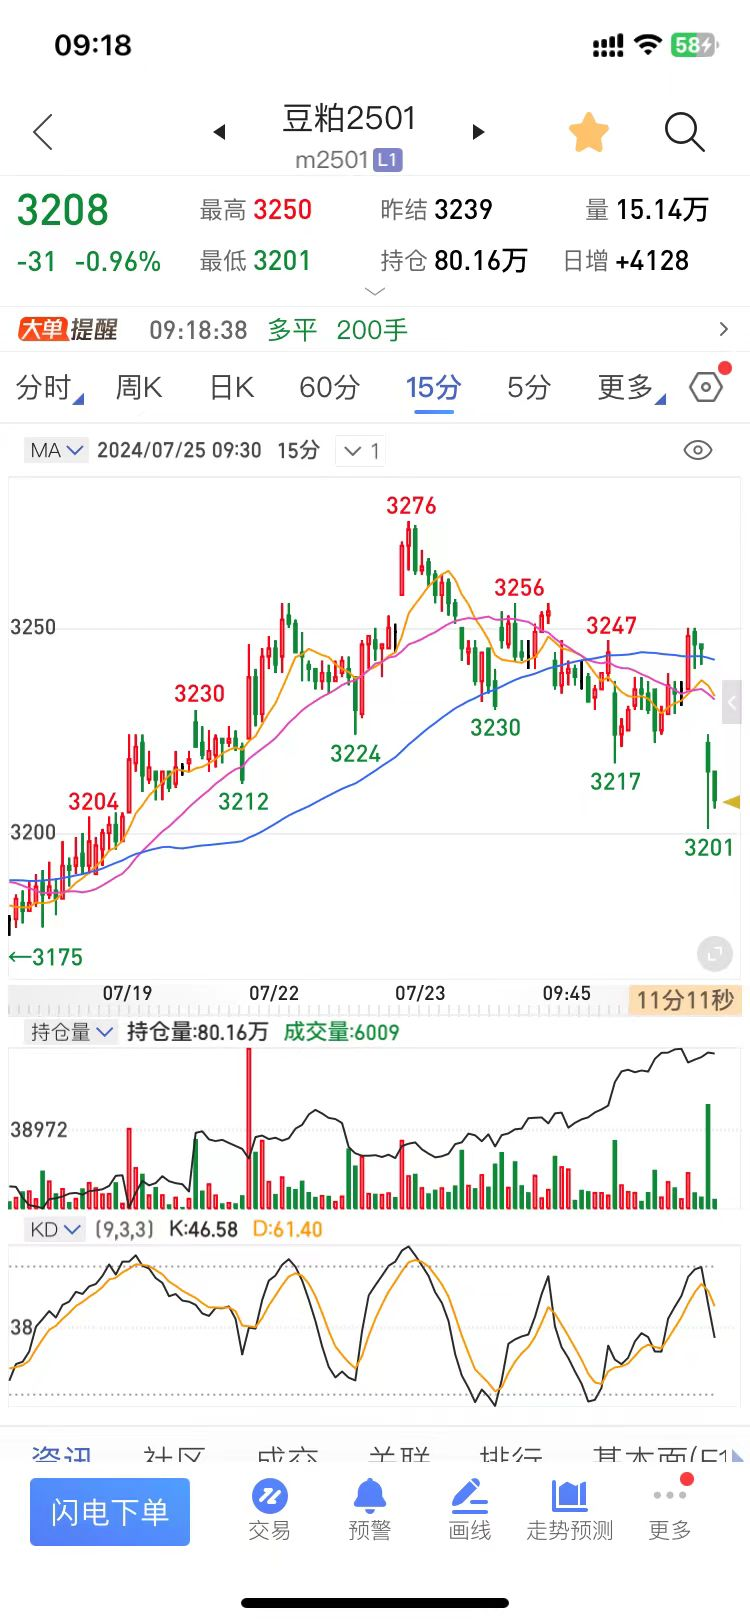 09:18
58
豆粕2501
m2501 L1
3208 最高 3250 昨结 3239 量 15.14万
-31 -0.96% 最低 3201 持仓 80.16万 日增 +4128
大单提醒 09:18:38 多平 200手
分时 周K 日K 60分 15分 5分 更多
MA 2024/07/25 09:30 15分 1
3276
3256
3250
3247
3230
3230
3224
3217
3212
3204
3200
3201
←3175
07/19 07/22 07/23 09:45 11分11秒
持仓量 持仓量:80.16万 成交量:6009
38972
KD (9,3,3) K:46.58 D:61.40
38
资讯 社区 成交 关联 排行 基本面(F1
闪电下单 交易 预警 画线 走势预测 更多